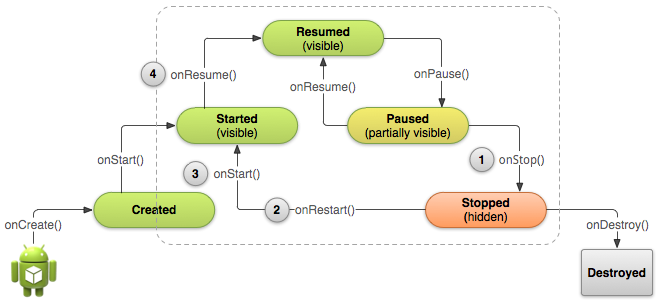 Resumed
(visible)
4
onResume()
onPause()
onResume()
Started
(visible)
Paused
(partially visible)
onStart()
3
onStart()
1
onStop()
Created
2
onRestart()
Stopped
(hidden)
onCreate()
onDestroy()
Destroyed